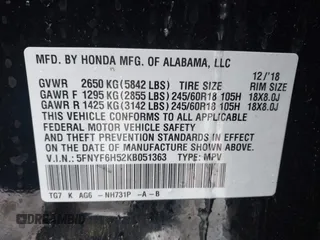 MFD. BY HONDA MFG. OF ALABAMA, LLC
12/'18
GVWR 2650 KG (5842 LBS) TIRE SIZE RIM SIZE
GAWR F 1295 KG (2855 LBS) 245/60R18 105H 18X8.0J
GAWR R 1425 KG (3142 LBS) 245/60R18 105H 18X8.0J
THIS VEHICLE CONFORMS TO ALL APPLICABLE
FEDERAL MOTOR VEHICLE SAFETY, BUMPER,
AND THEFT PREVENTION STANDARDS IN EFFECT
ON THE DATE OF MANUFACTURE SHOWN ABOVE.
V.I.N.: 5FNYF6H52KB051363 TYPE: MPV
TG7 K AG6 -NH731P -A-B